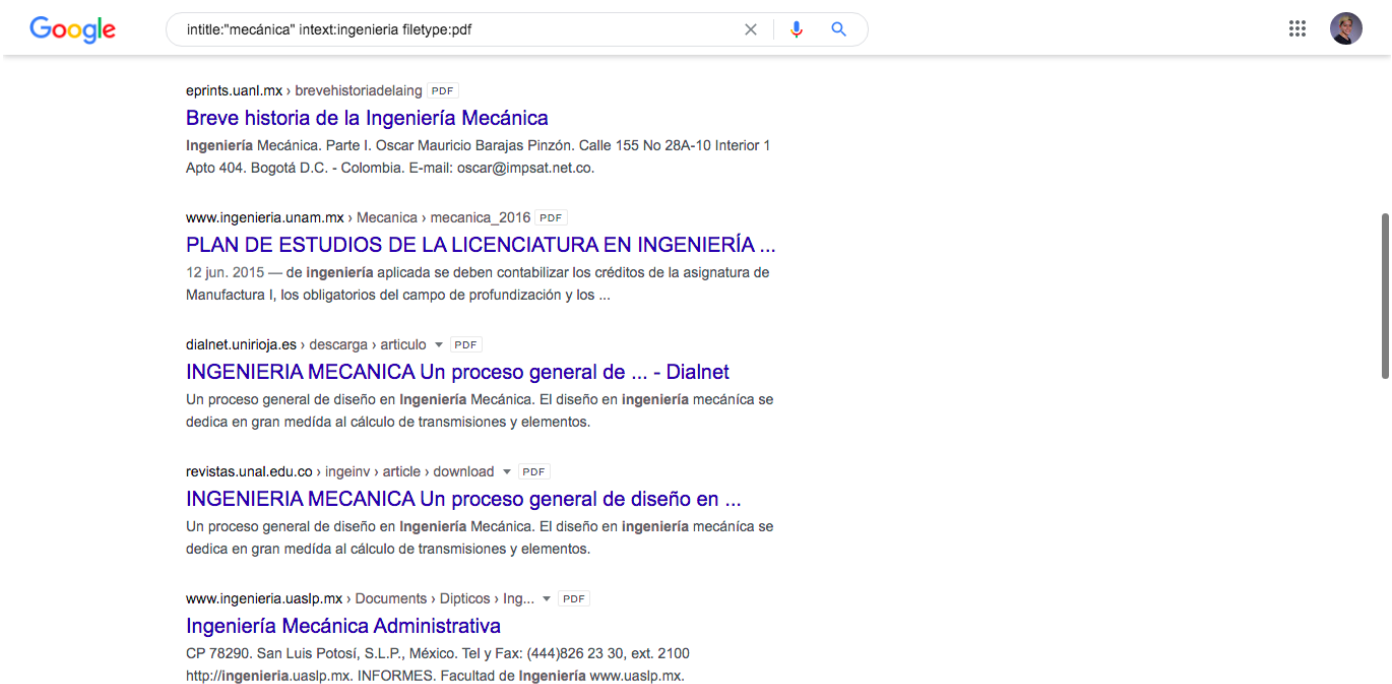 Google
intitle:"mecánica" intext:ingenieria filetype:pdf
eprints.uanl.mx › brevehistoriadelaing PDF
Breve historia de la Ingeniería Mecánica
Ingeniería Mecánica. Parte I. Oscar Mauricio Barajas Pinzón. Calle 155 No 28A-10 Interior 1
Apto 404. Bogotá D.C. - Colombia. E-mail: oscar@impsat.net.co.
www.ingenieria.unam.mx › Mecanica › mecanica_2016 PDF
PLAN DE ESTUDIOS DE LA LICENCIATURA EN INGENIERÍA ...
12 jun. 2015 — de ingeniería aplicada se deben contabilizar los créditos de la asignatura de
Manufactura I, los obligatorios del campo de profundización y los ...
dialnet.unirioja.es › descarga › articulo PDF
INGENIERIA MECANICA Un proceso general de ... - Dialnet
Un proceso general de diseño en Ingeniería Mecánica. El diseño en ingeniería mecáníca se
dedica en gran medída al cálculo de transmisiones y elementos.
revistas.unal.edu.co › ingeinv › article › download PDF
INGENIERIA MECANICA Un proceso general de diseño en ...
Un proceso general de diseño en Ingeniería Mecánica. El diseño en ingeniería mecáníca se
dedica en gran medída al cálculo de transmisiones y elementos.
www.ingenieria.uaslp.mx › Documents › Dipticos › Ing... PDF
Ingeniería Mecánica Administrativa
CP 78290. San Luis Potosí, S.L.P., México. Tel y Fax: (444)826 23 30, ext. 2100
http://ingenieria.uaslp.mx. INFORMES. Facultad de Ingeniería www.uaslp.mx.